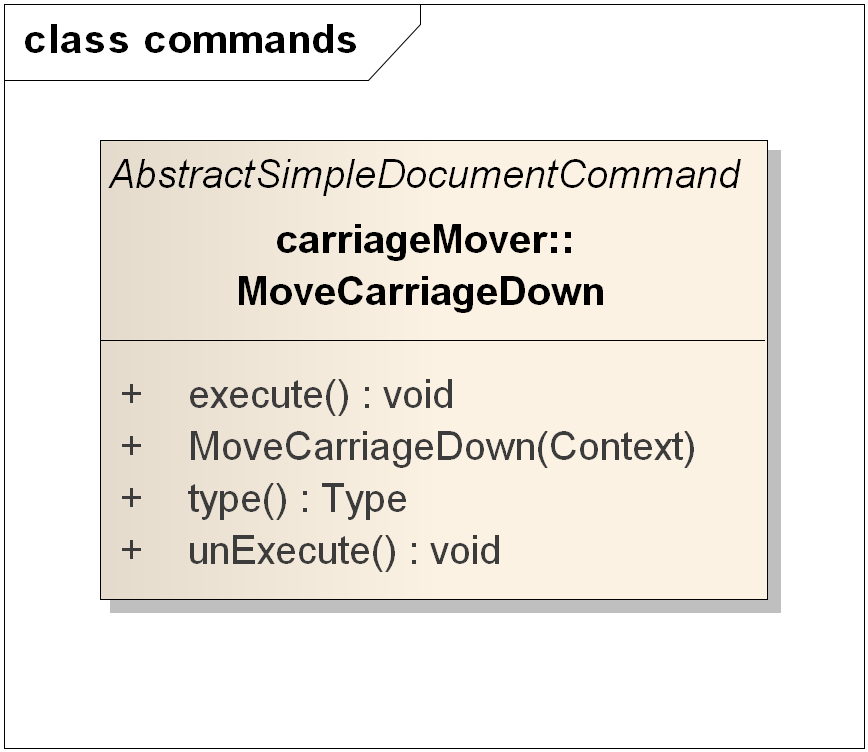 class commands
AbstractSimpleDocumentCommand
carriageMover::
MoveCarriageDown
+ execute() : void
+ MoveCarriageDown(Context)
+ type() : Type
+ unExecute() : void